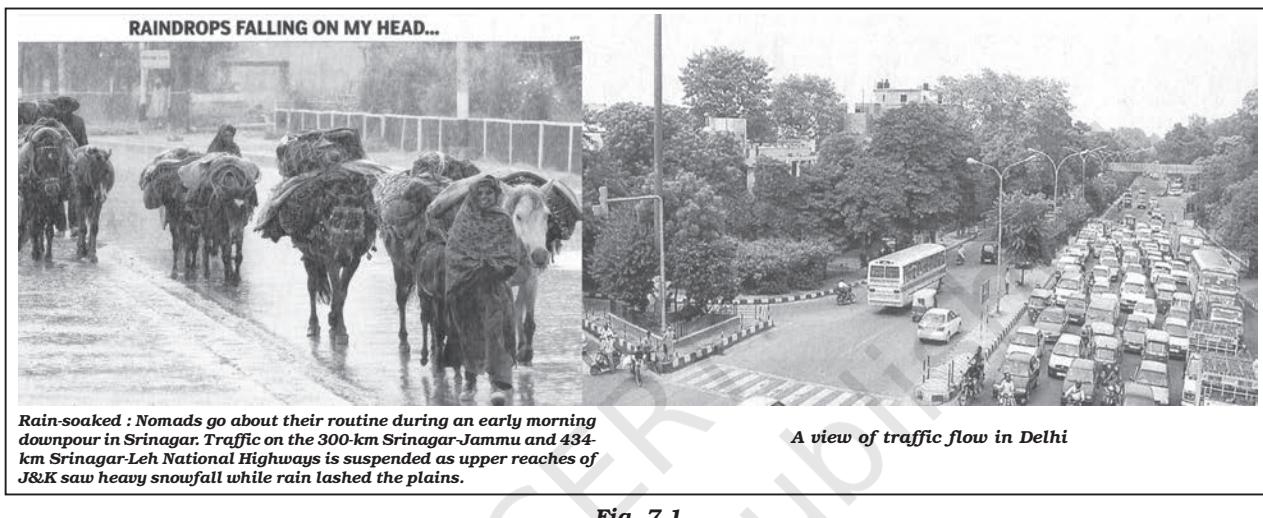 RAINDROPS FALLING ON MY HEAD...
Rain-soaked : Nomads go about their routine during an early morning
downpour in Srinagar. Traffic on the 300-km Srinagar-Jammu and 434-
km Srinagar-Leh National Highways is suspended as upper reaches of
J&K saw heavy snowfall while rain lashed the plains.
A view of traffic flow in Delhi
Fig. 7.1